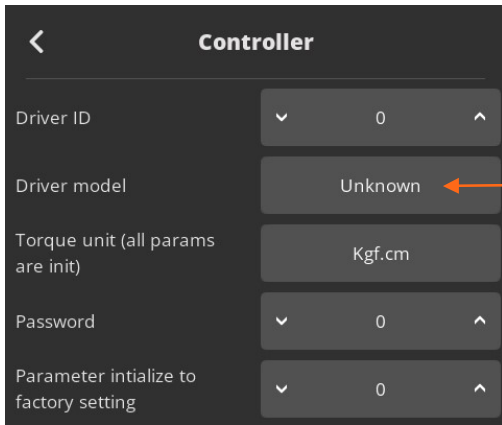 Controller
Driver ID
0
Driver model
Unknown
Torque unit (all params
are init)
Kgf.cm
Password
0
Parameter intialize to
factory setting
0